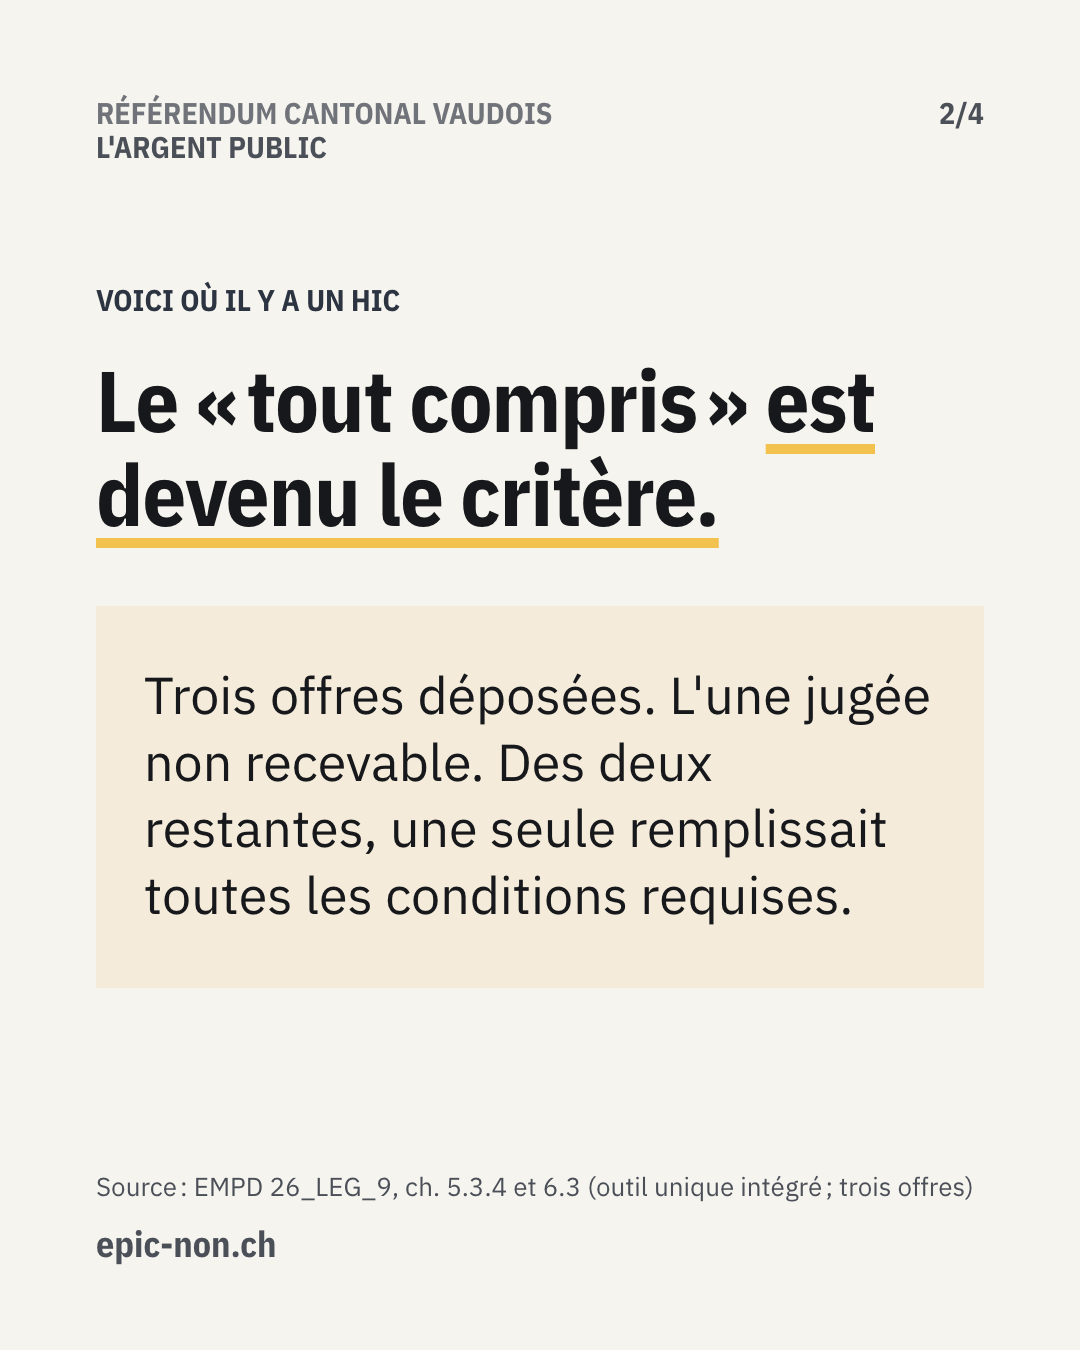 RÉFÉRENDUM CANTONAL VAUDOIS
L'ARGENT PUBLIC
2/4
VOICI OÙ IL Y A UN HIC
Le « tout compris » est
devenu le critère.
Trois offres déposées. L'une jugée
non recevable. Des deux
restantes, une seule remplissait
toutes les conditions requises.
Source : EMPD 26_LEG_9, ch. 5.3.4 et 6.3 (outil unique intégré ; trois offres)
epic-non.ch